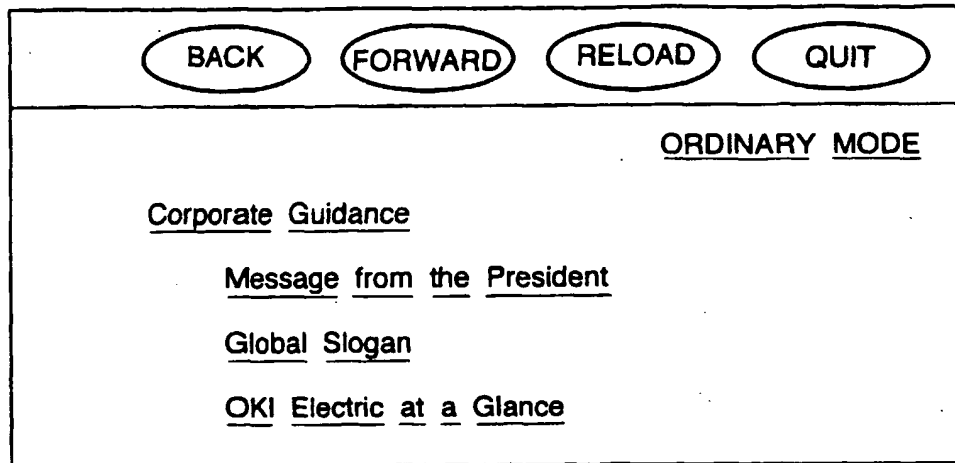 BACK FORWARD RELOAD QUIT
ORDINARY MODE
Corporate Guidance
Message from the President
Global Slogan
OKI Electric at a Glance